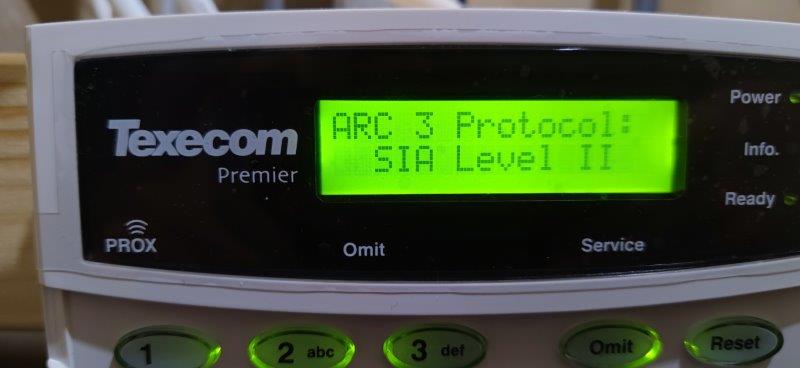 Texecom
Premier
PROX
ARC 3 Protocol:
SIA Level II
Omit
Service
Power
Info.
Ready
1
2 abc
3 def
Omit
Reset